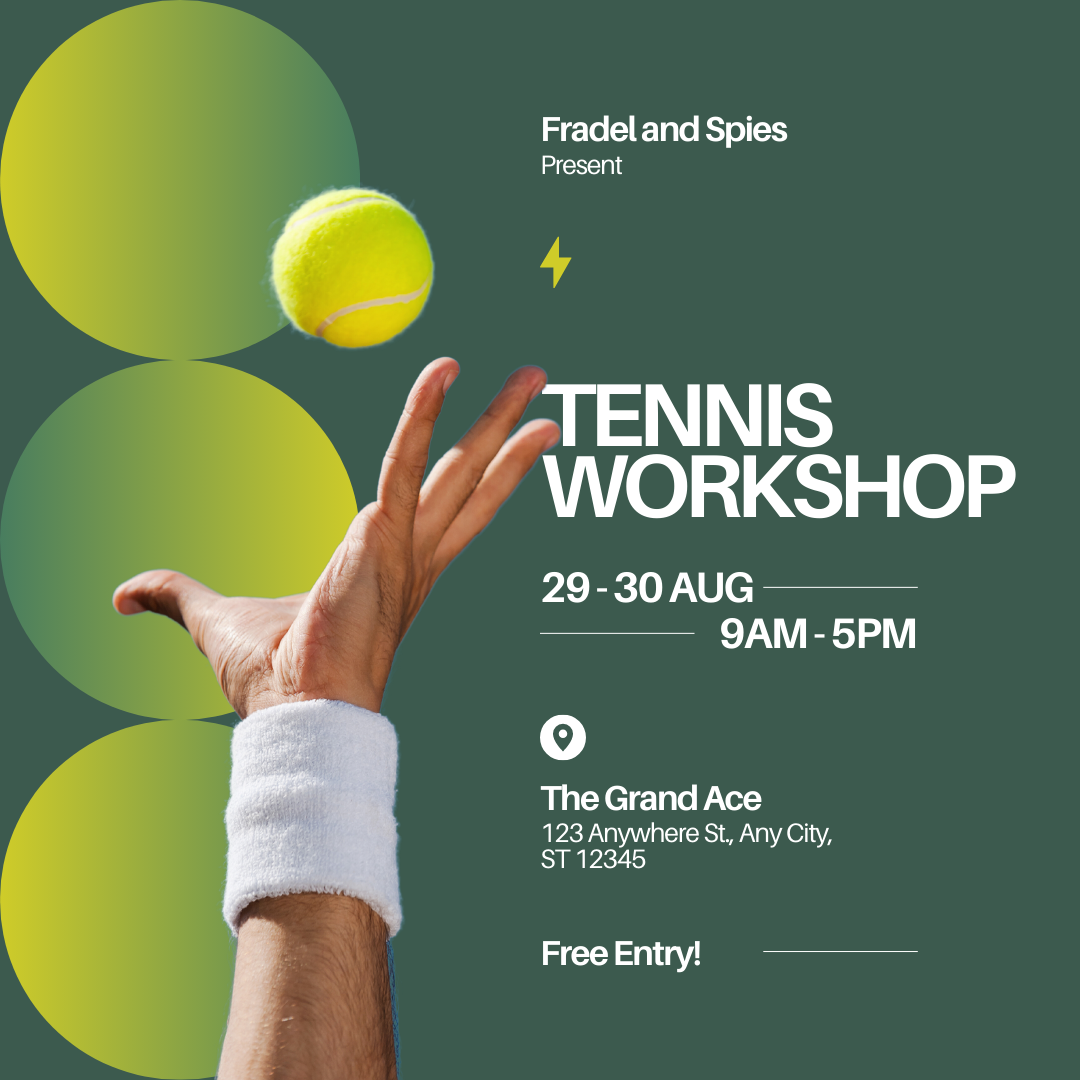 Fradel and Spies
Present
TENNIS
WORKSHOP
29 - 30 AUG
9AM - 5PM
The Grand Ace
123 Anywhere St., Any City,
ST 12345
Free Entry!